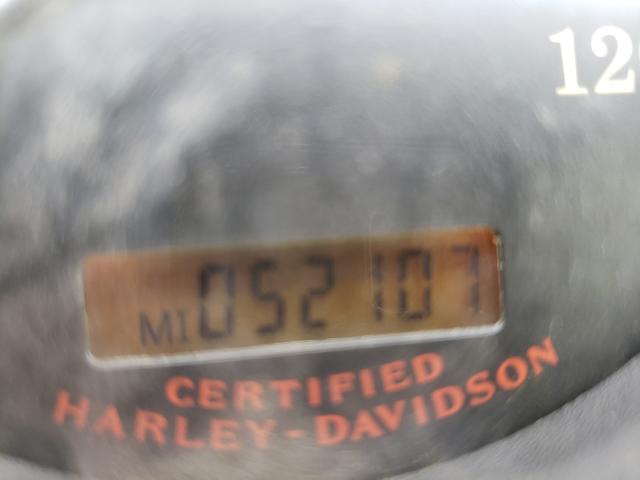 12
MI 052107
CERTIFIED
HARLEY-DAVIDSON